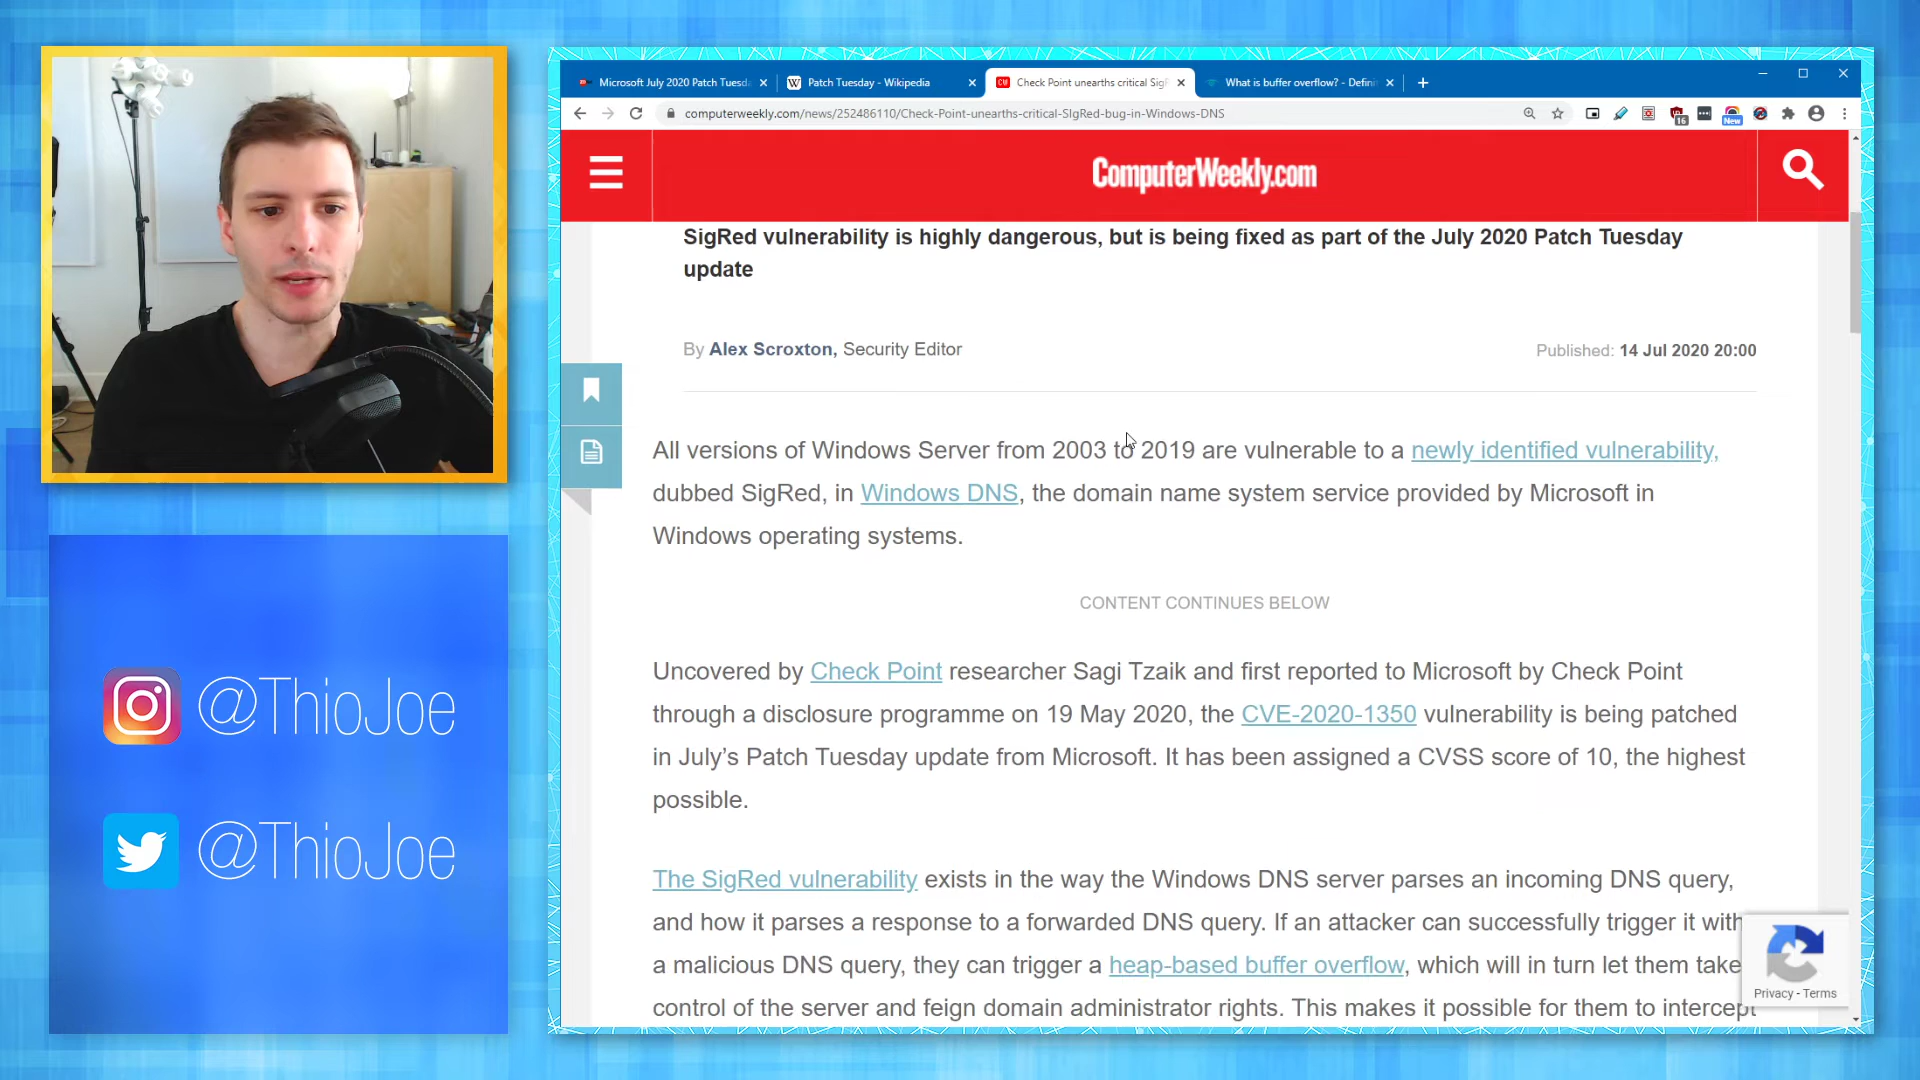 Microsoft July 2020 Patch Tuesd
Patch Tuesday - Wikipedia
Check Point unearths critical Sig
What is buffer overflow? - Defini
computerweekly.com/news/252486110/Check-Point-unearths-critical-SIgRed-bug-in-Windows-DNS
16
New
ComputerWeekly.com
SigRed vulnerability is highly dangerous, but is being fixed as part of the July 2020 Patch Tuesday
update
By Alex Scroxton, Security Editor
Published: 14 Jul 2020 20:00
All versions of Windows Server from 2003 to 2019 are vulnerable to a newly identified vulnerability,
dubbed SigRed, in Windows DNS, the domain name system service provided by Microsoft in
Windows operating systems.
CONTENT CONTINUES BELOW
Uncovered by Check Point researcher Sagi Tzaik and first reported to Microsoft by Check Point
through a disclosure programme on 19 May 2020, the CVE-2020-1350 vulnerability is being patched
in July’s Patch Tuesday update from Microsoft. It has been assigned a CVSS score of 10, the highest
possible.
The SigRed vulnerability exists in the way the Windows DNS server parses an incoming DNS query,
and how it parses a response to a forwarded DNS query. If an attacker can successfully trigger it with
a malicious DNS query, they can trigger a heap-based buffer overflow, which will in turn let them take
control of the server and feign domain administrator rights. This makes it possible for them to intercept
Privacy - Terms
@ThioJoe
@ThioJoe